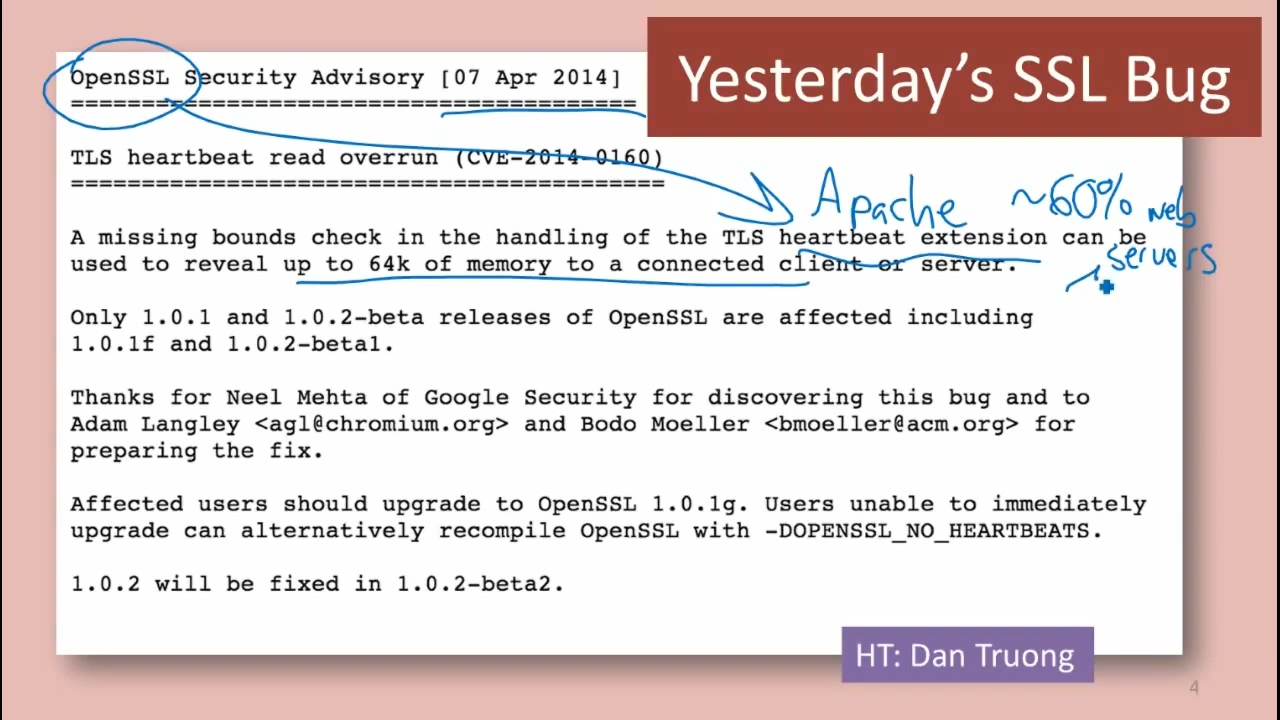 Yesterday's SSL Bug
OpenSSL Security Advisory [07 Apr 2014]
========================================
TLS heartbeat read overrun (CVE-2014-0160)
==========================================
Apache ~60% web
servers
A missing bounds check in the handling of the TLS heartbeat extension can be
used to reveal up to 64k of memory to a connected client or server.
Only 1.0.1 and 1.0.2-beta releases of OpenSSL are affected including
1.0.1f and 1.0.2-beta1.
Thanks for Neel Mehta of Google Security for discovering this bug and to
Adam Langley <agl@chromium.org> and Bodo Moeller <bmoeller@acm.org> for
preparing the fix.
Affected users should upgrade to OpenSSL 1.0.1g. Users unable to immediately
upgrade can alternatively recompile OpenSSL with -DOPENSSL_NO_HEARTBEATS.
1.0.2 will be fixed in 1.0.2-beta2.
HT: Dan Truong
4